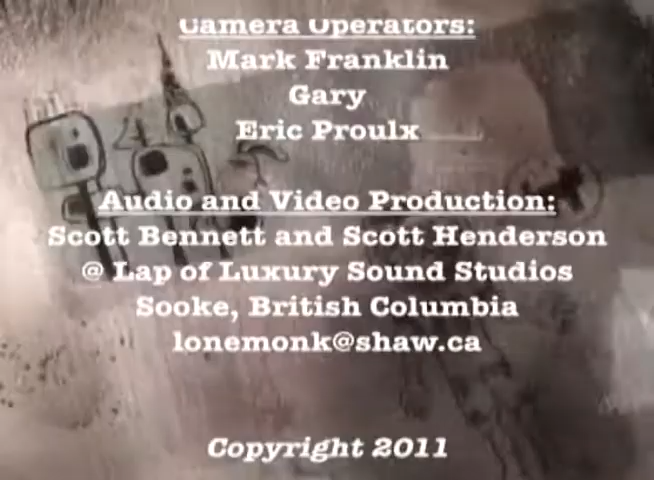 Camera Operators:
Mark Franklin
Gary
Eric Proulx
Audio and Video Production:
Scott Bennett and Scott Henderson
@ Lap of Luxury Sound Studios
Sooke, British Columbia
lonemonk@shaw.ca
Copyright 2011